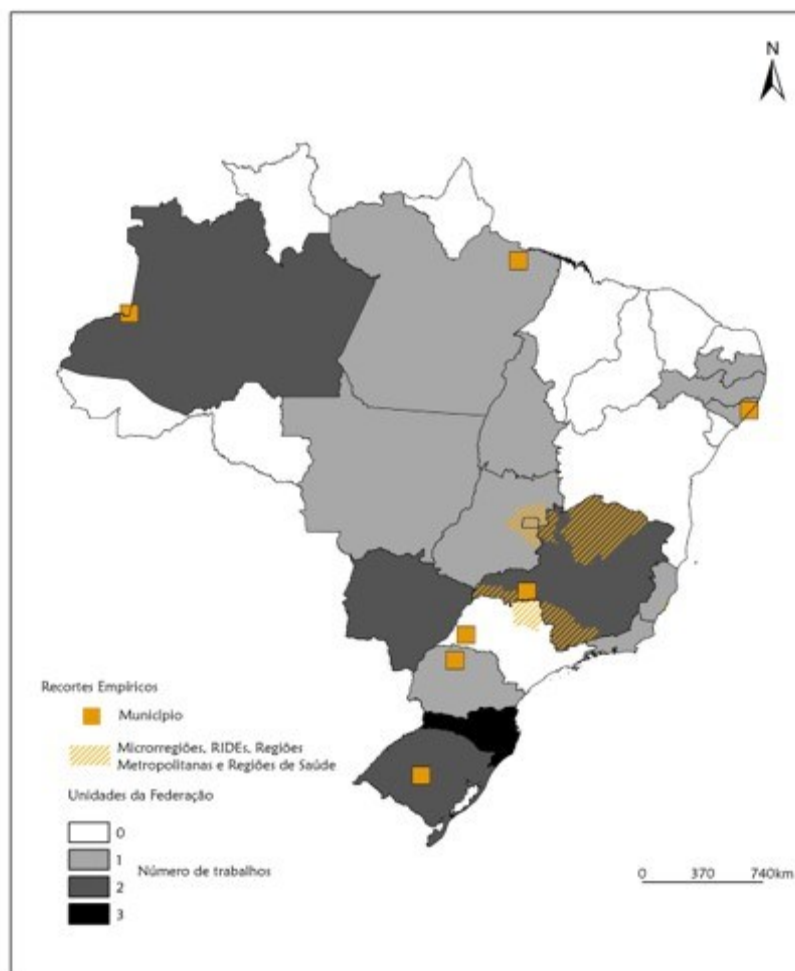 N
Recortes Empíricos
Município
Microrregiões, RIDEs, Regiões
Metropolitanas e Regiões de Saúde
Unidades da Federação
0
1
Número de trabalhos
2
3
0 370 740km